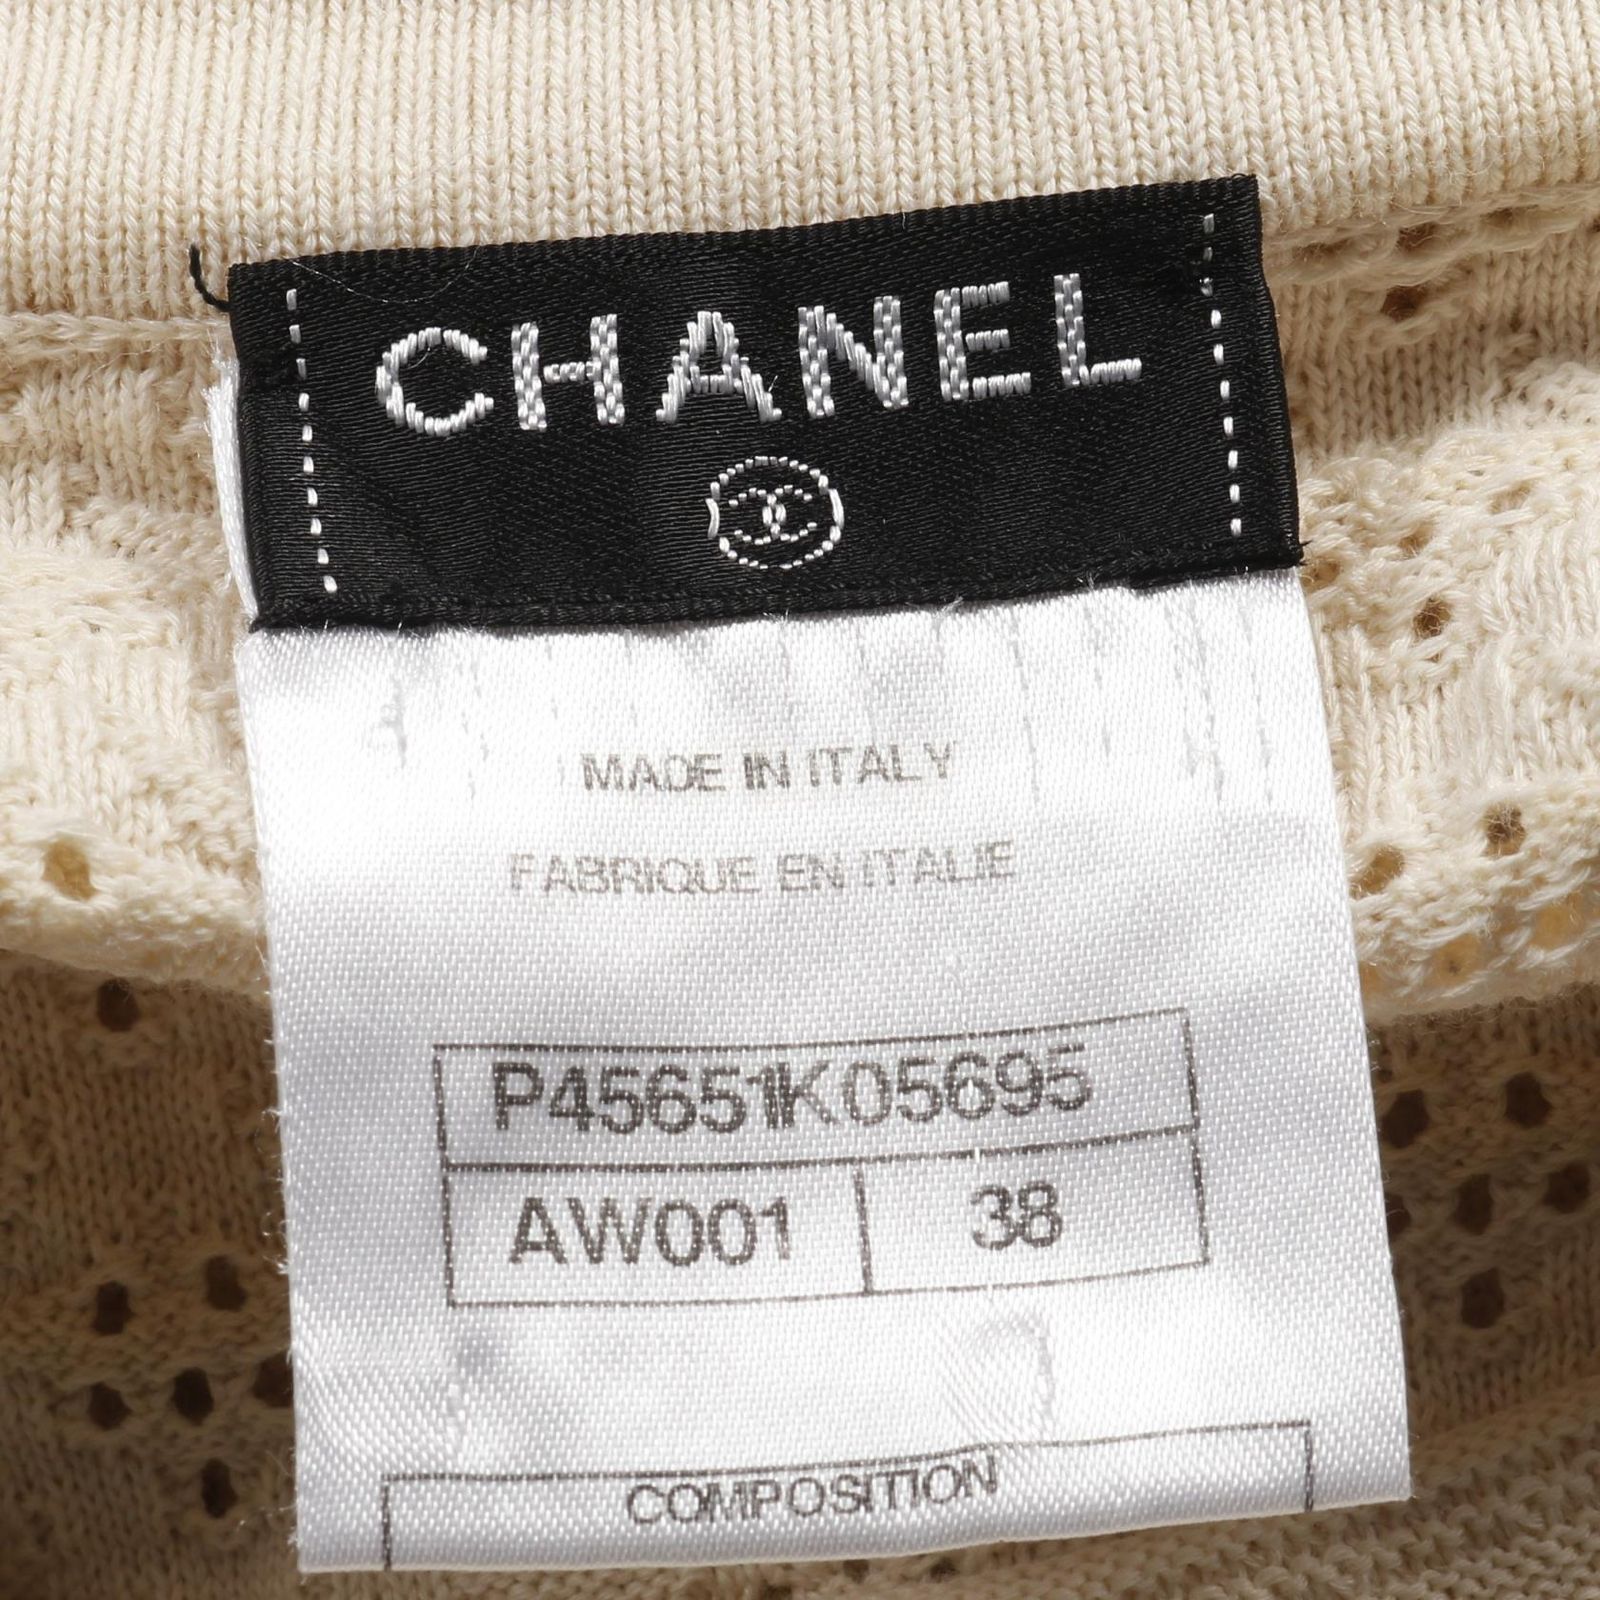 CHANEL
MADE IN ITALY
FABRIQUE EN ITALIE
P45651K05695
AW001 38
COMPOSITION